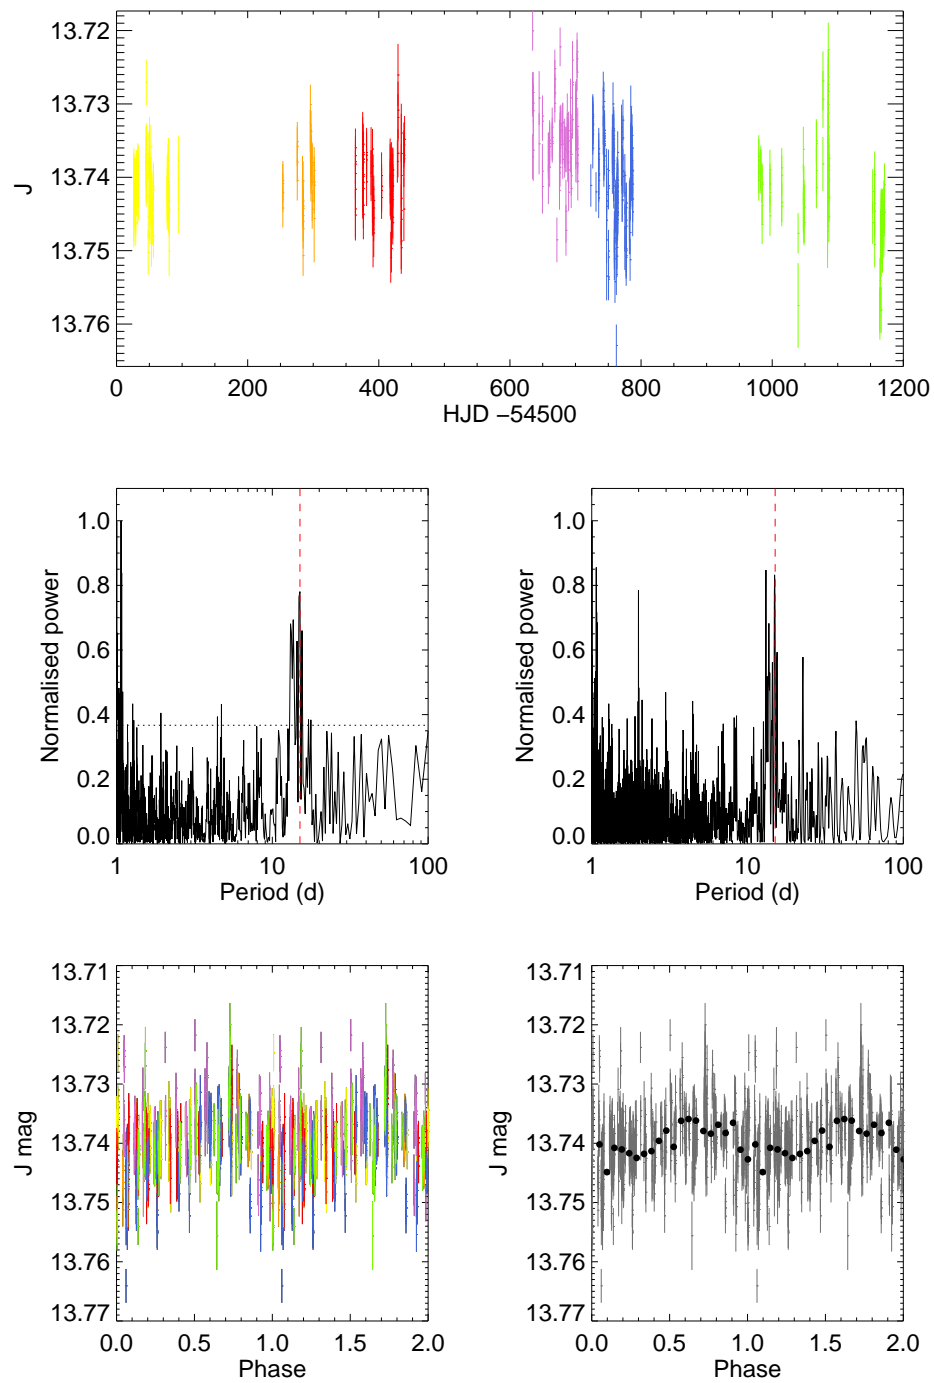 13.72
13.73
13.74
13.75
13.76
J
0 200 400 600 800 1000 1200
HJD −54500
1.0
0.8
0.6
0.4
0.2
0.0
Normalised power
1 10 100
Period (d)
1.0
0.8
0.6
0.4
0.2
0.0
Normalised power
1 10 100
Period (d)
13.71
13.72
13.73
13.74
13.75
13.76
13.77
J mag
0.0 0.5 1.0 1.5 2.0
Phase
13.71
13.72
13.73
13.74
13.75
13.76
13.77
J mag
0.0 0.5 1.0 1.5 2.0
Phase